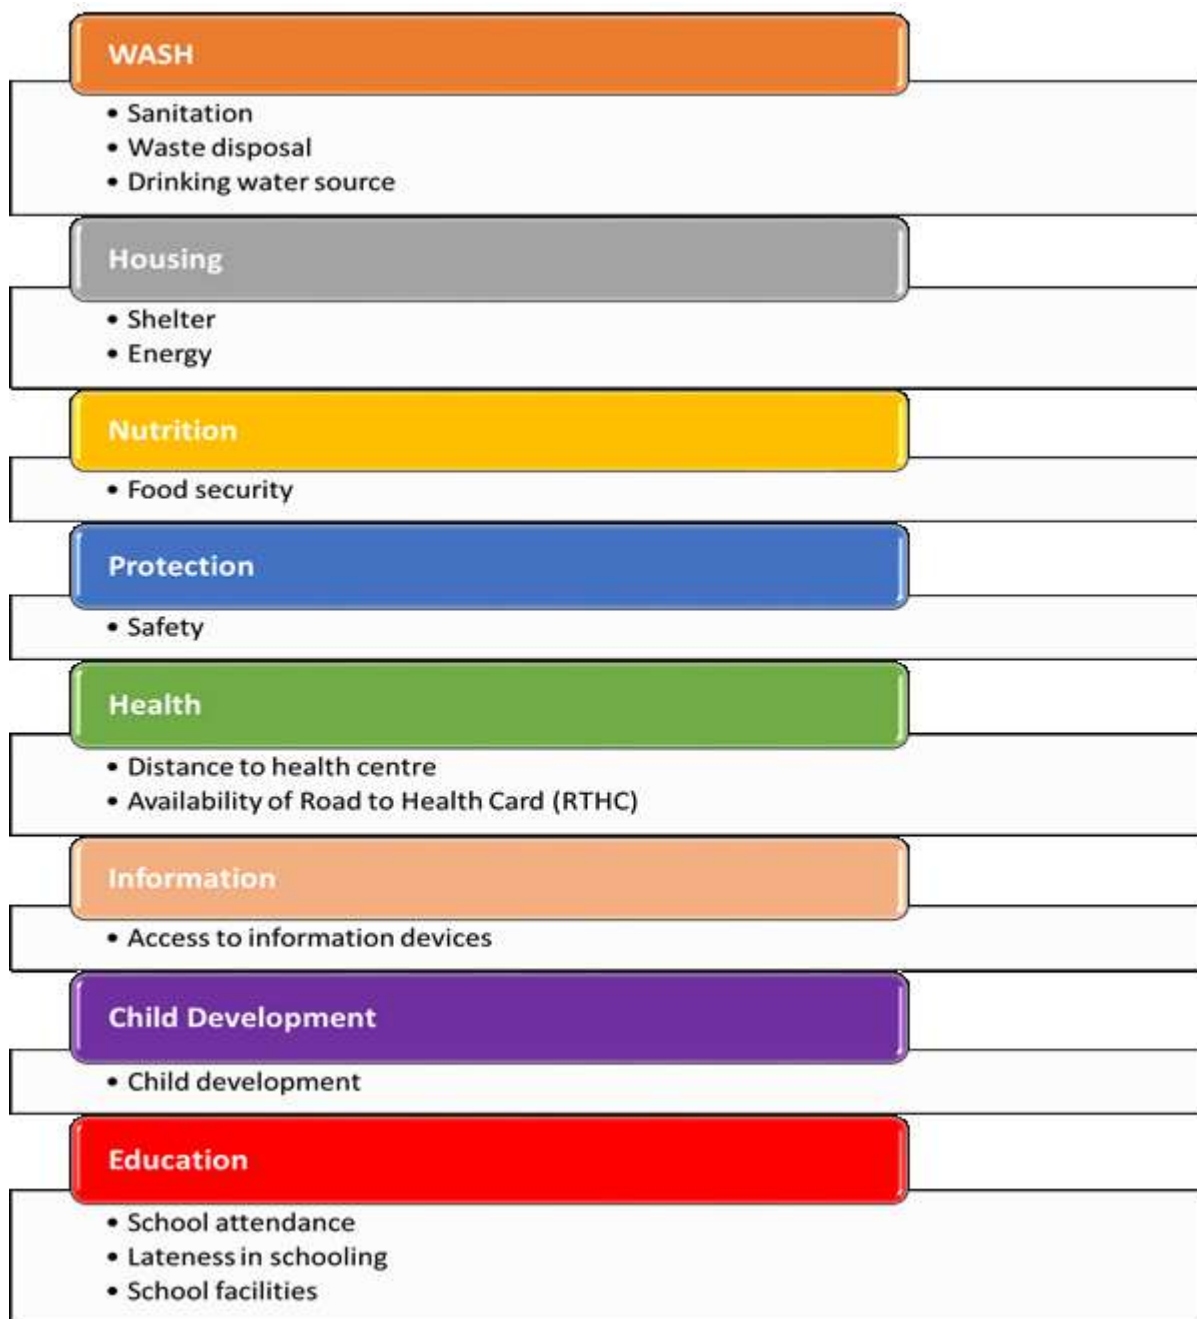 WASH
• Sanitation
• Waste disposal
• Drinking water source
Housing
• Shelter
• Energy
Nutrition
• Food security
Protection
• Safety
Health
• Distance to health centre
• Availability of Road to Health Card (RTHC)
Information
• Access to information devices
Child Development
• Child development
Education
• School attendance
• Lateness in schooling
• School facilities